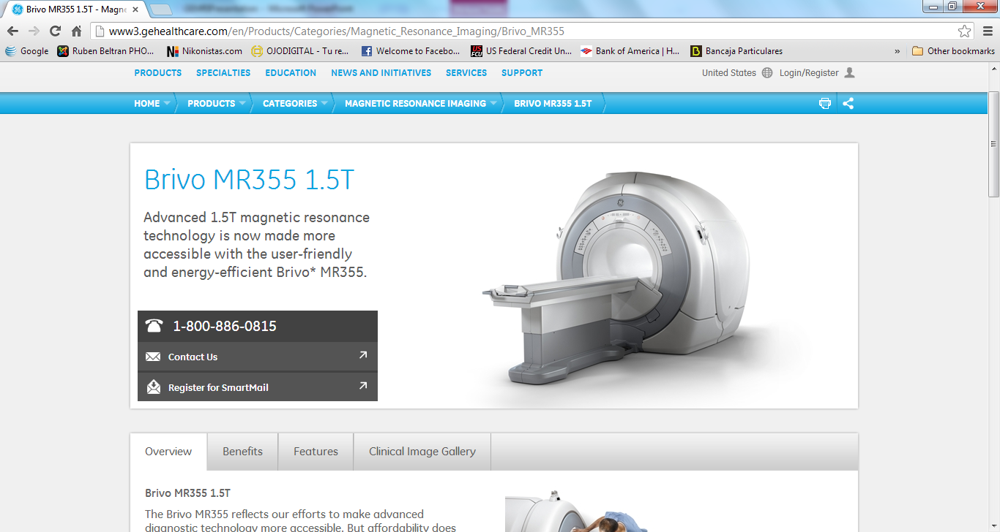 Brivo MR355 1.5T - Magne
www3.gehealthcare.com/en/Products/Categories/Magnetic_Resonance_Imaging/Brivo_MR355
Google Ruben Beltran PHO... Nikonistas.com OJODIGITAL - Tu re... Welcome to Facebo... US Federal Credit Un... Bank of America | H... Bancaja Particulares » Other bookmarks
PRODUCTS SPECIALTIES EDUCATION NEWS AND INITIATIVES SERVICES SUPPORT United States Login/Register
HOME PRODUCTS CATEGORIES MAGNETIC RESONANCE IMAGING BRIVO MR355 1.5T
Brivo MR355 1.5T
Advanced 1.5T magnetic resonance
technology is now made more
accessible with the user-friendly
and energy-efficient Brivo* MR355.
1-800-886-0815
Contact Us
Register for SmartMail
Overview Benefits Features Clinical Image Gallery
Brivo MR355 1.5T
The Brivo MR355 reflects our efforts to make advanced
diagnostic technology more accessible. But affordability does